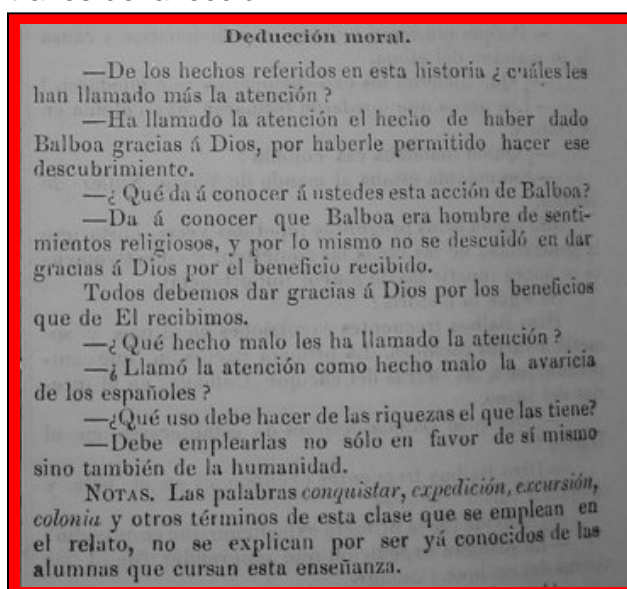 Deducción moral.
—De los hechos referidos en esta historia ¿ cuáles les
han llamado más la atención ?
—Ha llamado la atención el hecho de haber dado
Balboa gracias á Dios, por haberle permitido hacer ese
descubrimiento.
—¿ Qué da á conocer á ustedes esta acción de Balboa?
—Da á conocer que Balboa era hombre de senti-
mientos religiosos, y por lo mismo no se descuidó en dar
gracias á Dios por el beneficio recibido.
Todos debemos dar gracias á Dios por los beneficios
que de El recibimos.
—¿ Qué hecho malo les ha llamado la atención ?
—¿ Llamó la atención como hecho malo la avaricia
de los españoles ?
—¿Qué uso debe hacer de las riquezas el que las tiene?
—Debe emplearlas no sólo en favor de sí mismo
sino también de la humanidad.
NOTAS. Las palabras conquistar, expedición, excursión,
colonia y otros términos de esta clase que se emplean en
el relato, no se explican por ser yá conocidos de las
alumnas que cursan esta enseñanza.